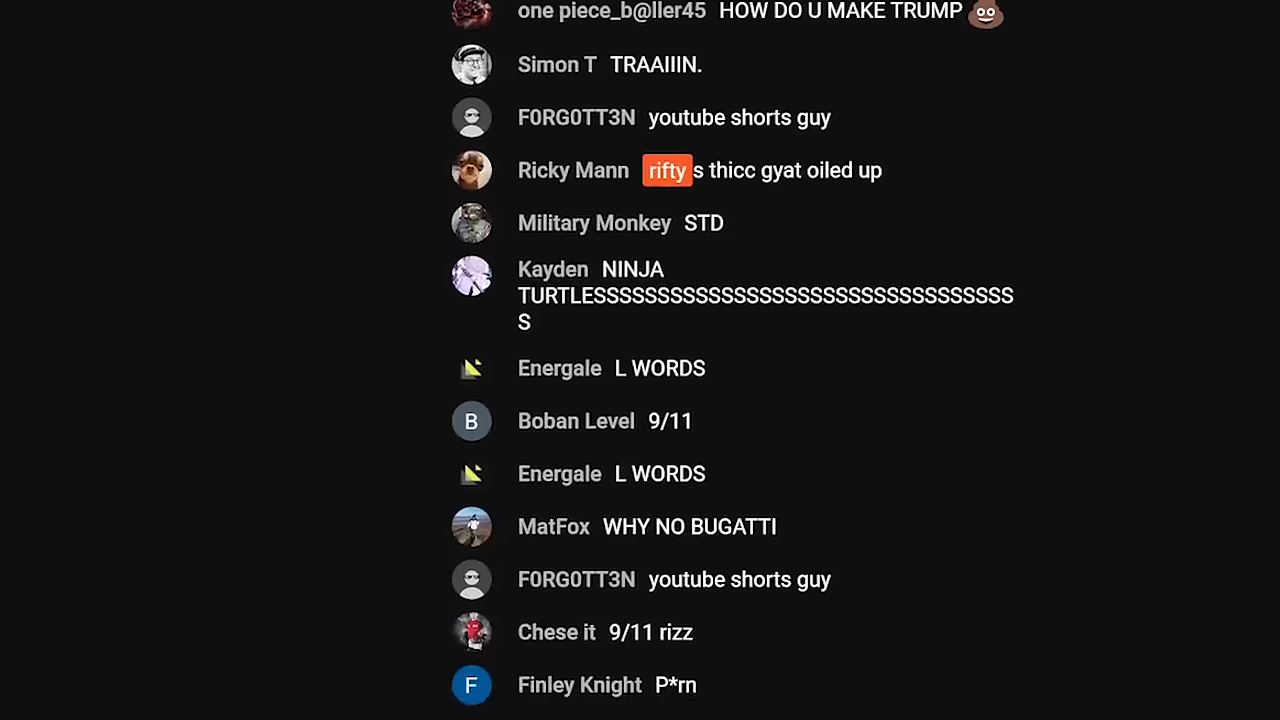 one piece_b@ller45 HOW DO U MAKE TRUMP 💩
Simon T TRAAIIIN.
F0RG0TT3N youtube shorts guy
Ricky Mann riftys thicc gyat oiled up
Military Monkey STD
Kayden NINJA
TURTLESSSSSSSSSSSSSSSSSSSSSSSSSSSSSSSSSS
S
Energale L WORDS
B Boban Level 9/11
Energale L WORDS
MatFox WHY NO BUGATTI
F0RG0TT3N youtube shorts guy
Chese it 9/11 rizz
F Finley Knight P*rn